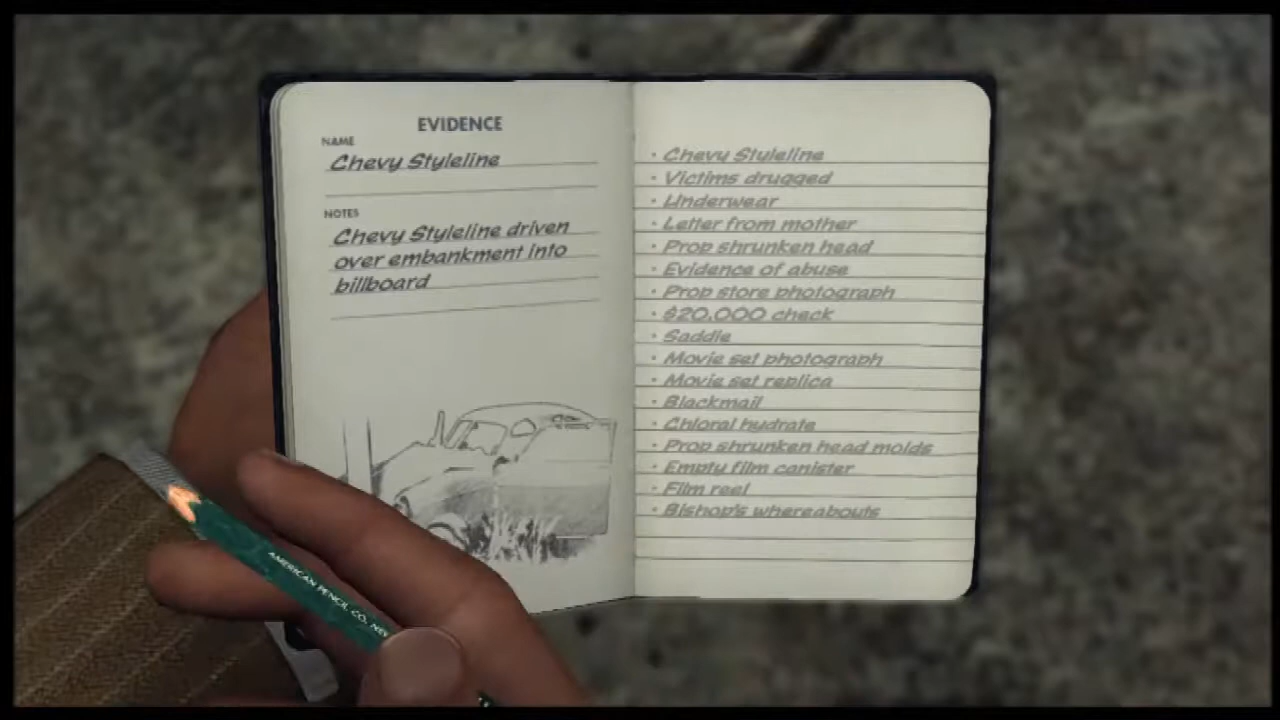 EVIDENCE
NAME
Chevy Styleline
NOTES
Chevy Styleline driven
over embankment into
billboard
• Chevy Styleline
• Victims drugged
• Underwear
• Letter from mother
• Prop shrunken head
• Evidence of abuse
• Prop store photograph
• $20,000 check
• Saddle
• Movie set photograph
• Movie set replica
• Blackmail
• Chloral hydrate
• Prop shrunken head molds
• Empty film canister
• Film reel
• Bishop's whereabouts
AMERICAN PENCIL CO.